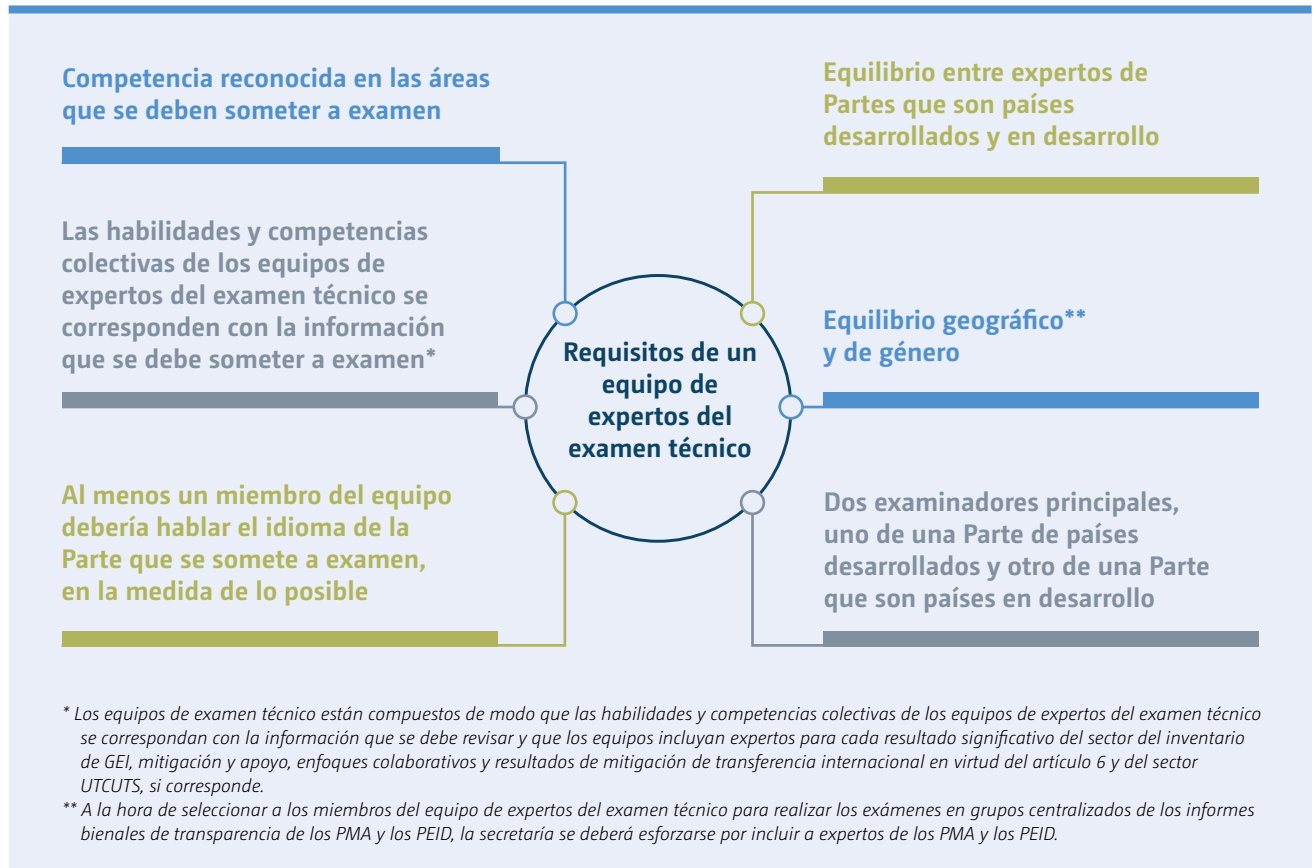 Competencia reconocida en las áreas
que se deben someter a examen
Las habilidades y competencias
colectivas de los equipos de
expertos del examen técnico se
corresponden con la información
que se debe someter a examen*
Al menos un miembro del equipo
debería hablar el idioma de la
Parte que se somete a examen,
en la medida de lo posible
Requisitos de un
equipo de
expertos del
examen técnico
Equilibrio entre expertos de
Partes que son países
desarrollados y en desarrollo
Equilibrio geográfico**
y de género
Dos examinadores principales,
uno de una Parte de países
desarrollados y otro de una Parte
que son países en desarrollo
* Los equipos de examen técnico están compuestos de modo que las habilidades y competencias colectivas de los equipos de expertos del examen técnico
se correspondan con la información que se debe revisar y que los equipos incluyan expertos para cada resultado significativo del sector del inventario
de GEI, mitigación y apoyo, enfoques colaborativos y resultados de mitigación de transferencia internacional en virtud del artículo 6 y del sector
UTCUTS, si corresponde.
** A la hora de seleccionar a los miembros del equipo de expertos del examen técnico para realizar los exámenes en grupos centralizados de los informes
bienales de transparencia de los PMA y los PEID, la secretaría se deberá esforzarse por incluir a expertos de los PMA y los PEID.